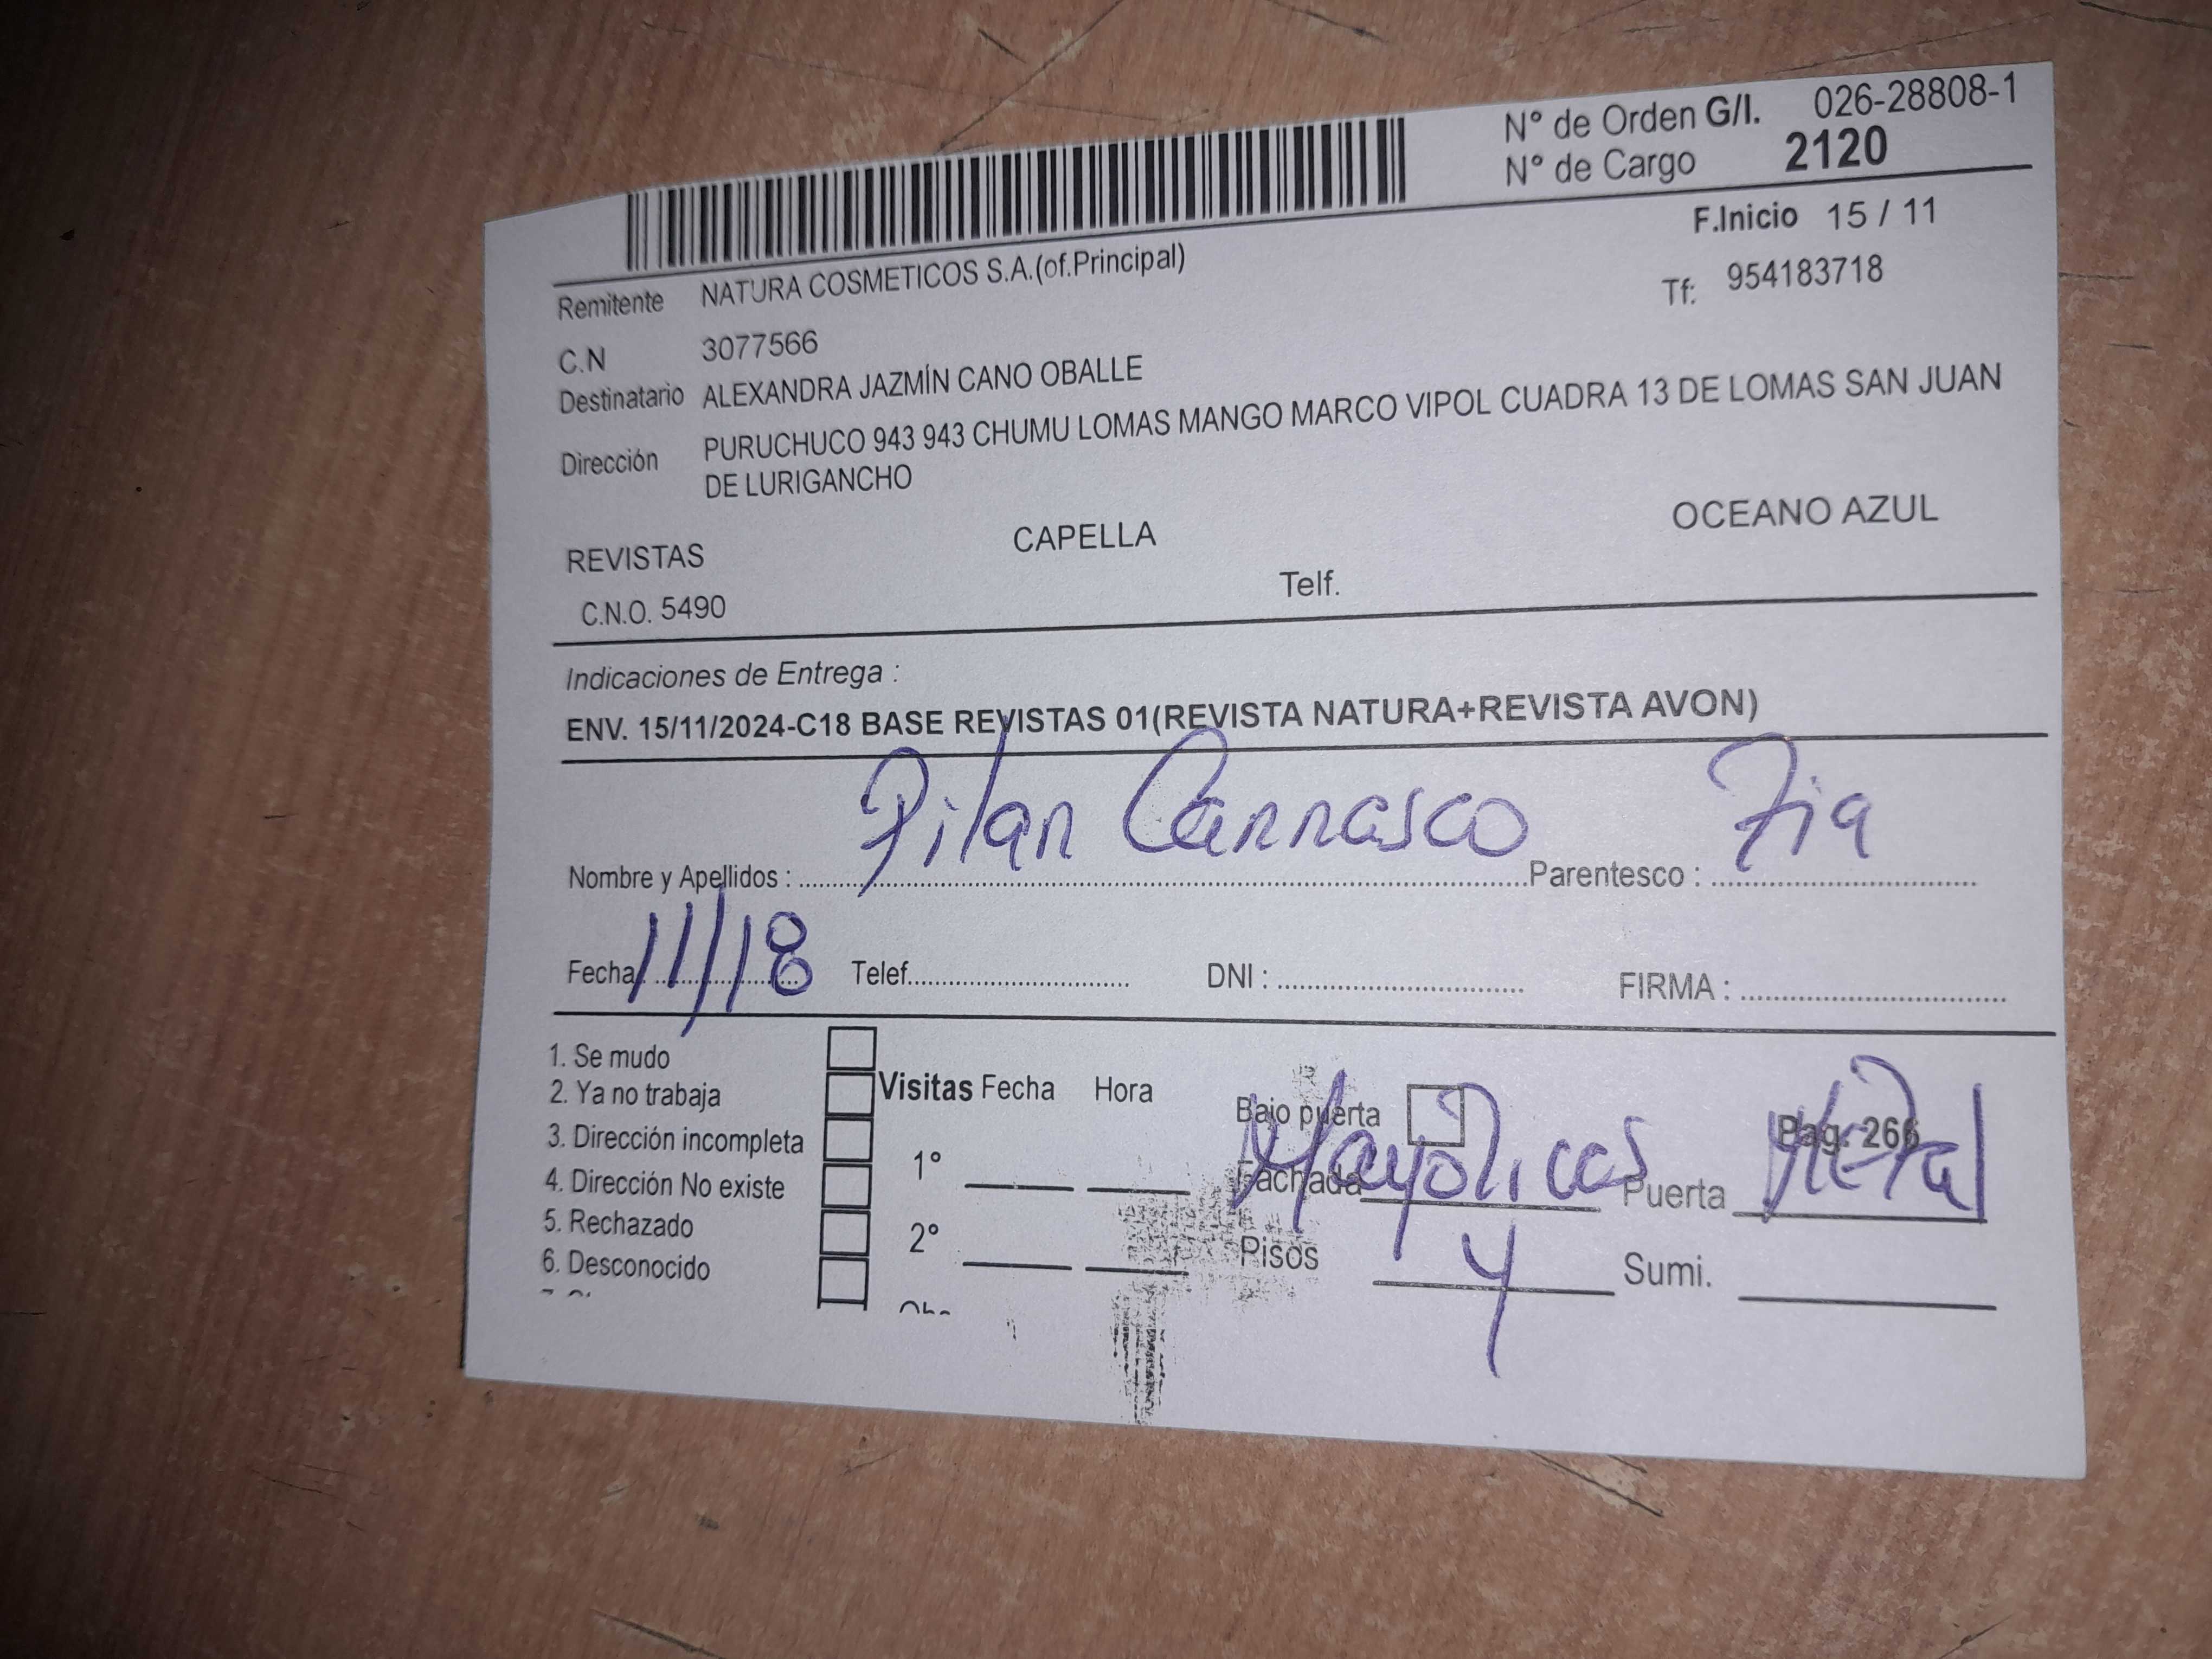 N° de Orden G/I. 026-28808-1
N° de Cargo 2120
F.Inicio 15 / 11
Remitente NATURA COSMETICOS S.A.(of.Principal)
Tf: 954183718
C.N 3077566
Destinatario ALEXANDRA JAZMÍN CANO OBALLE
Dirección PURUCHUCO 943 943 CHUMU LOMAS MANGO MARCO VIPOL CUADRA 13 DE LOMAS SAN JUAN
DE LURIGANCHO
REVISTAS CAPELLA OCEANO AZUL
C.N.O. 5490 Telf.
Indicaciones de Entrega :
ENV. 15/11/2024-C18 BASE REVISTAS 01(REVISTA NATURA+REVISTA AVON)
Nombre y Apellidos : Pilar Carrasco Parentesco : Tia
Fecha 11/18 Telef. DNI : FIRMA :
1. Se mudo
2. Ya no trabaja
3. Dirección incompleta
4. Dirección No existe
5. Rechazado
6. Desconocido
Visitas Fecha Hora
1°
2°
Bajo puerta Pag. 266
Fachada Mayolicas Puerta Metal
Pisos 4 Sumi.